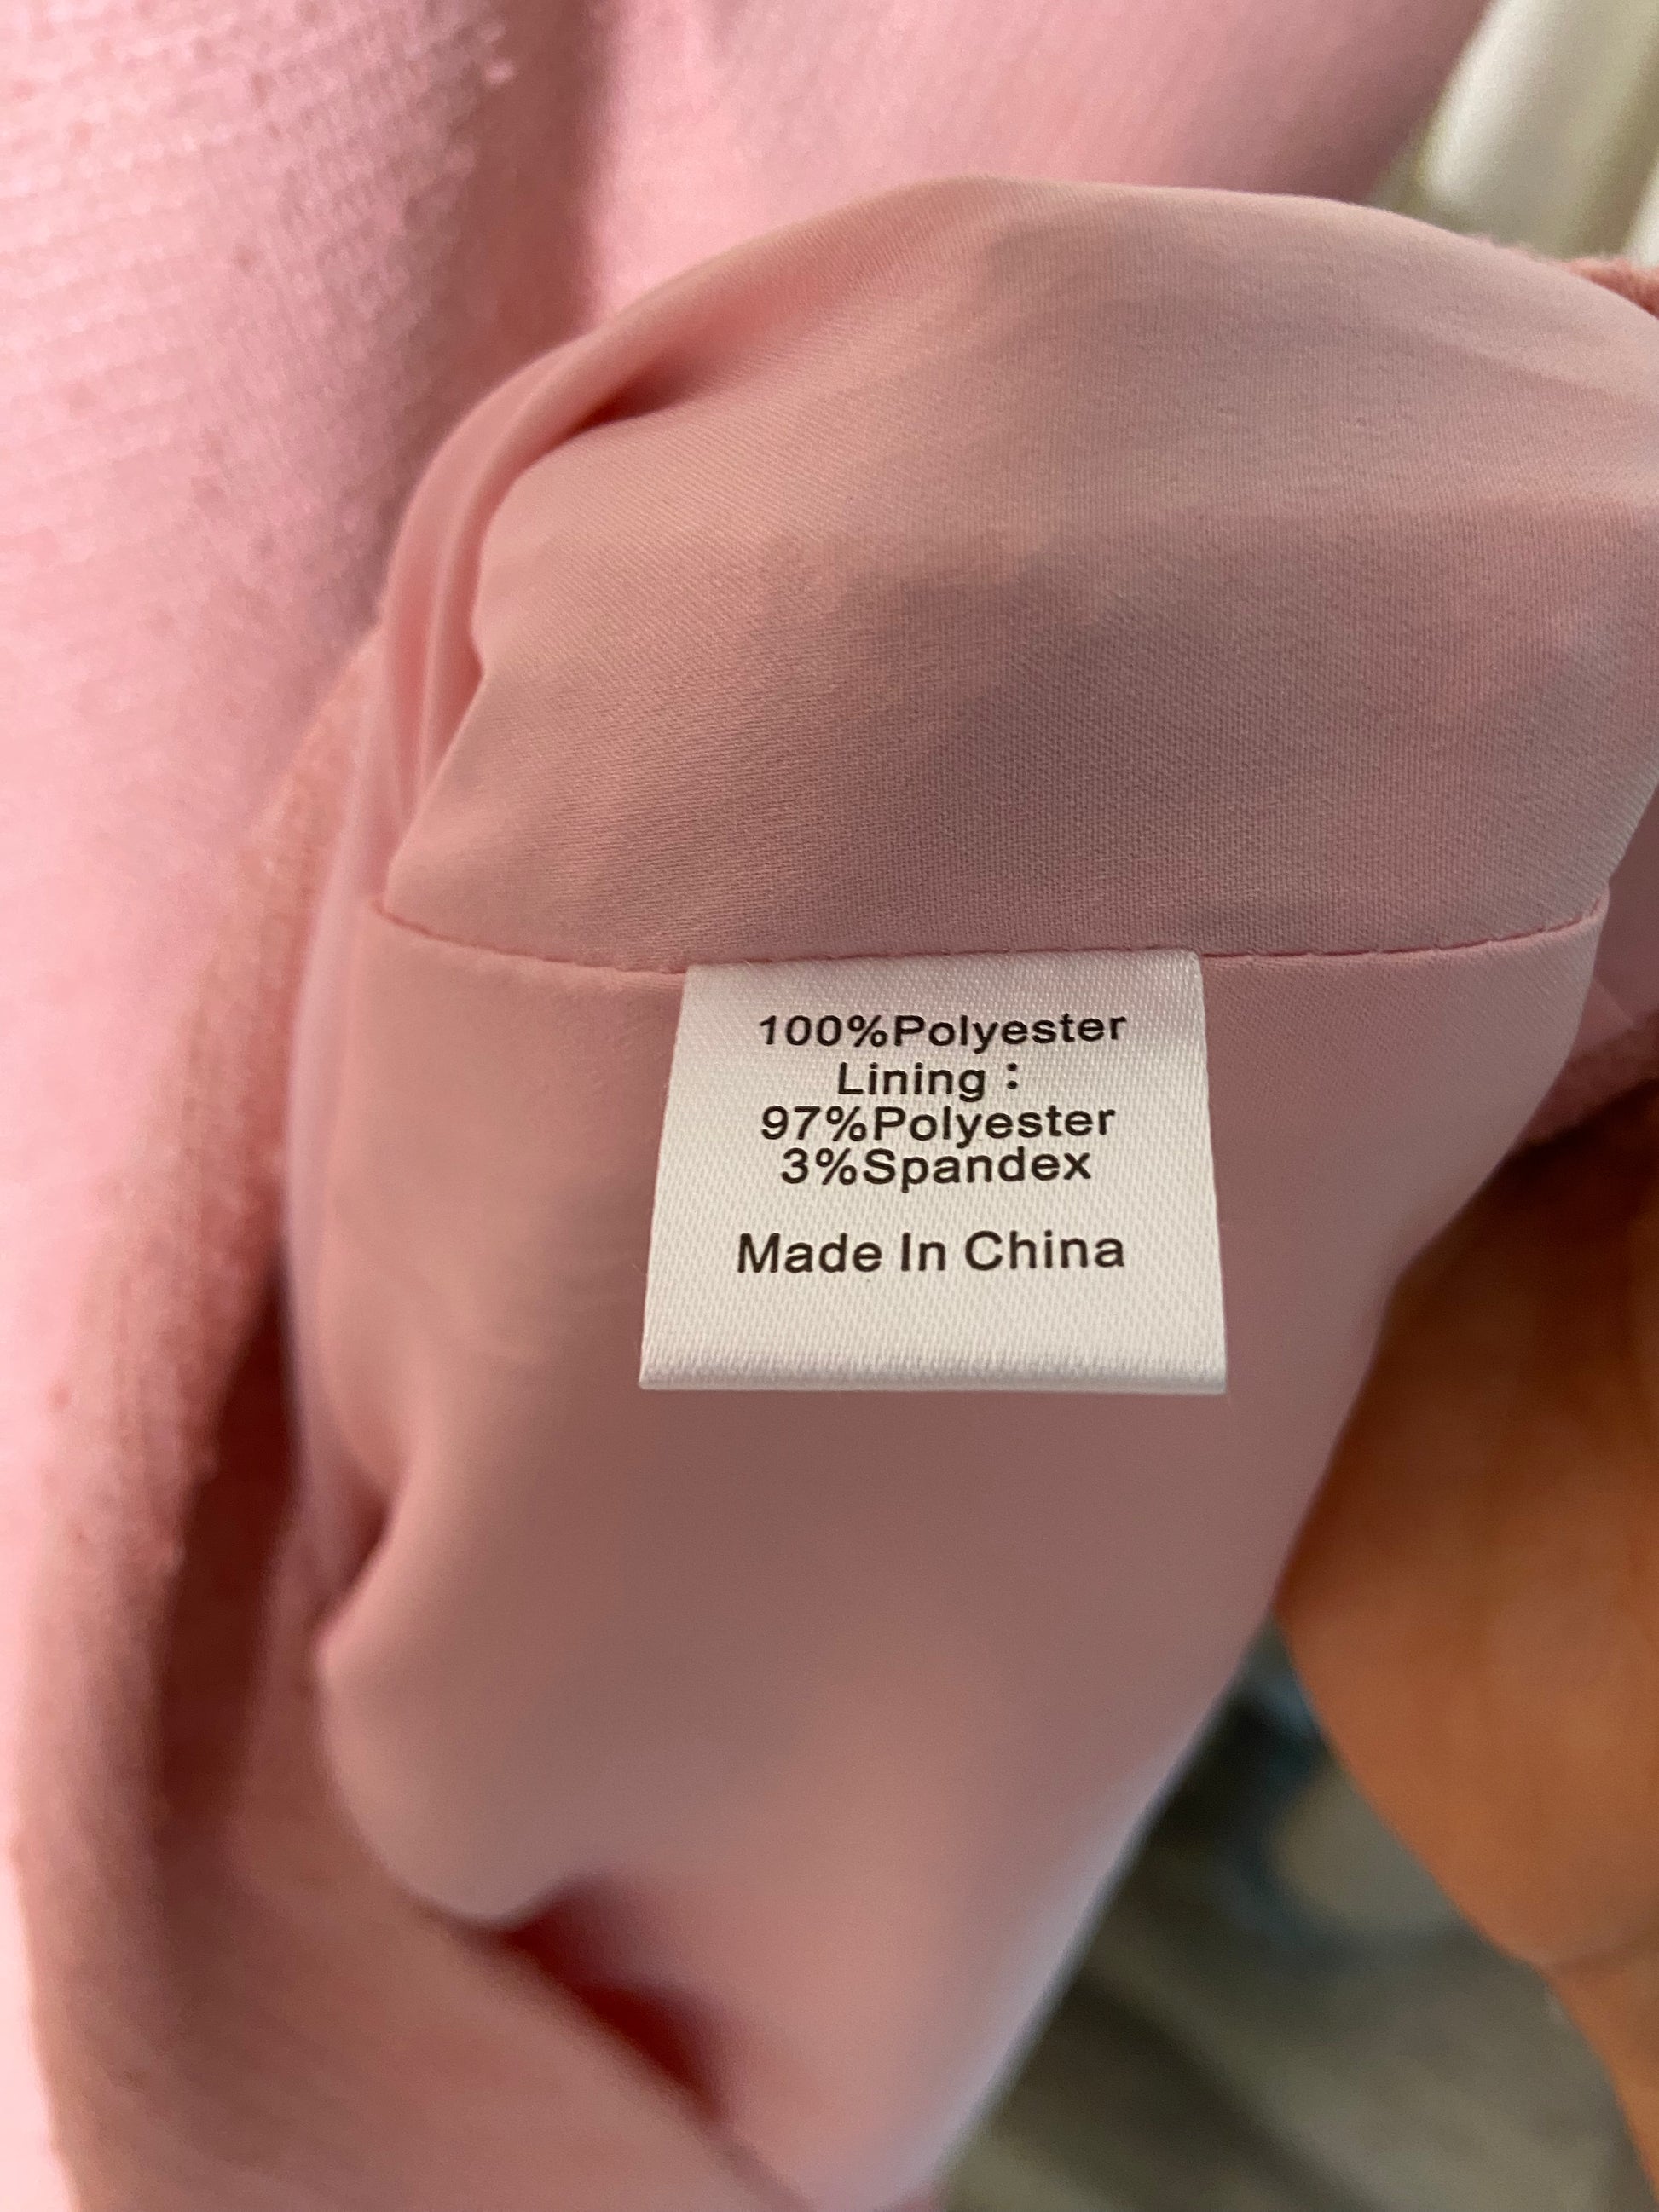 100%Polyester
Lining：
97%Polyester
3%Spandex
Made In China